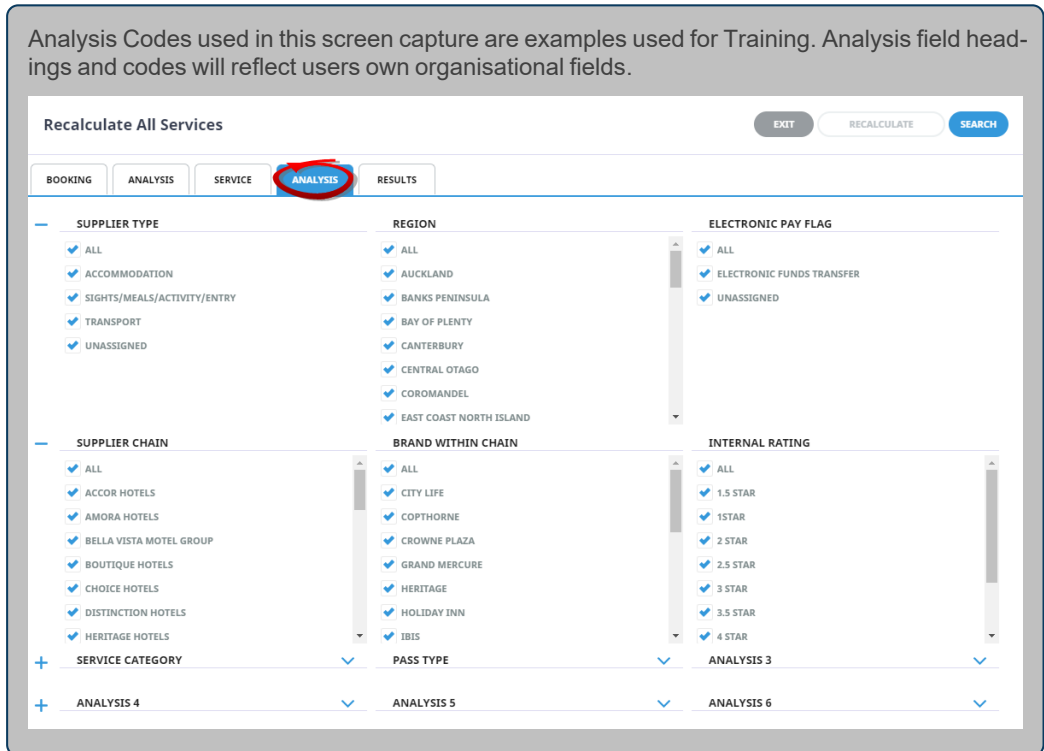 Analysis Codes used in this screen capture are examples used for Training. Analysis field head-
ings and codes will reflect users own organisational fields.
Recalculate All Services
EXIT
RECALCULATE
SEARCH
BOOKING
ANALYSIS
SERVICE
ANALYSIS
RESULTS
SUPPLIER TYPE
ALL
ACCOMMODATION
SIGHTS/MEALS/ACTIVITY/ENTRY
TRANSPORT
UNASSIGNED
REGION
ALL
AUCKLAND
BANKS PENINSULA
BAY OF PLENTY
CANTERBURY
CENTRAL OTAGO
COROMANDEL
EAST COAST NORTH ISLAND
ELECTRONIC PAY FLAG
ALL
ELECTRONIC FUNDS TRANSFER
UNASSIGNED
SUPPLIER CHAIN
ALL
ACCOR HOTELS
AMORA HOTELS
BELLA VISTA MOTEL GROUP
BOUTIQUE HOTELS
CHOICE HOTELS
DISTINCTION HOTELS
HERITAGE HOTELS
BRAND WITHIN CHAIN
ALL
CITY LIFE
COPTHORNE
CROWNE PLAZA
GRAND MERCURE
HERITAGE
HOLIDAY INN
IBIS
INTERNAL RATING
ALL
1.5 STAR
1STAR
2 STAR
2.5 STAR
3 STAR
3.5 STAR
4 STAR
SERVICE CATEGORY
PASS TYPE
ANALYSIS 3
ANALYSIS 4
ANALYSIS 5
ANALYSIS 6